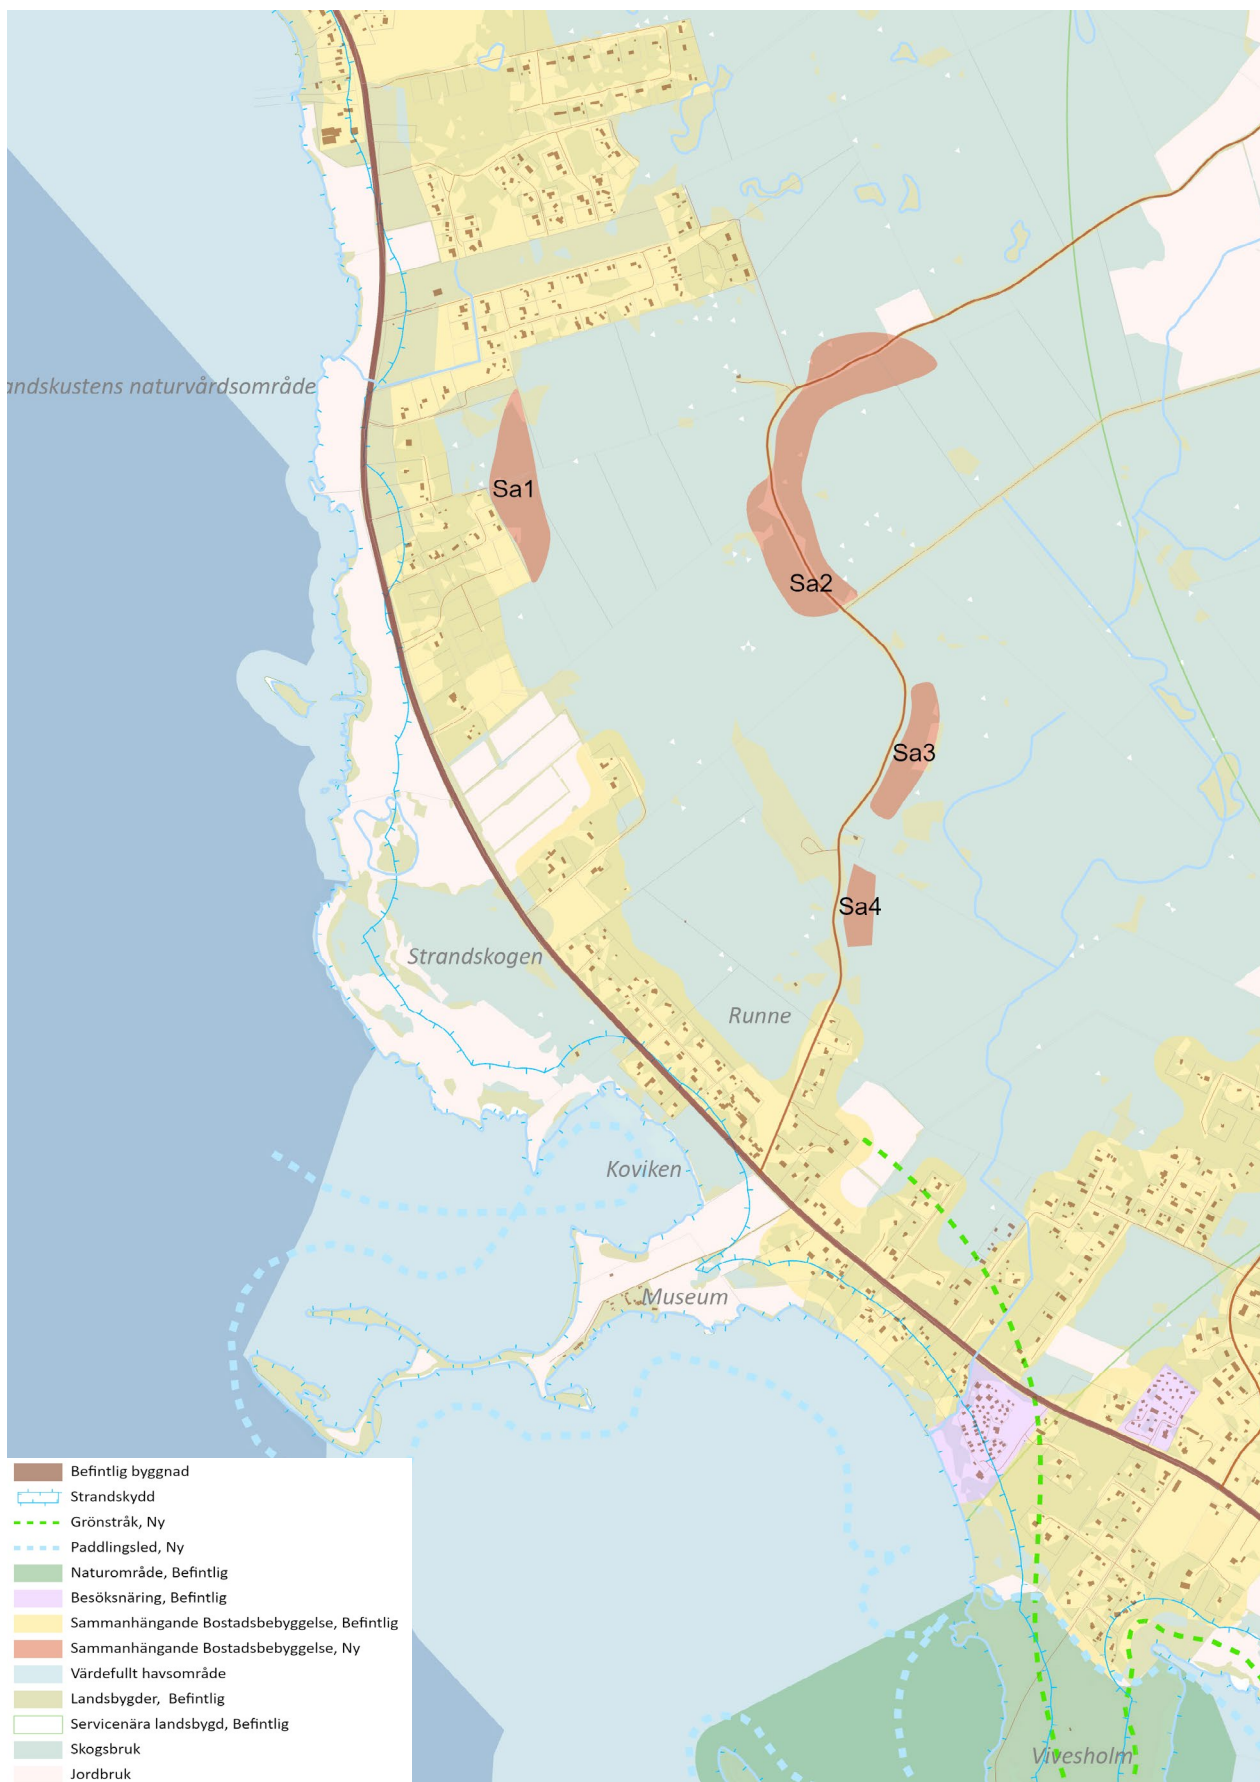 andskustens naturvårdsområde
Sa1
Sa2
Sa3
Sa4
Strandskogen
Runne
Koviken
Museum
Vivesholm
Befintlig byggnad
Strandskydd
Grönstråk, Ny
Paddlingsled, Ny
Naturområde, Befintlig
Besöksnäring, Befintlig
Sammanhängande Bostadsbebyggelse, Befintlig
Sammanhängande Bostadsbebyggelse, Ny
Värdefullt havsområde
Landsbygder, Befintlig
Servicenära landsbygd, Befintlig
Skogsbruk
Jordbruk